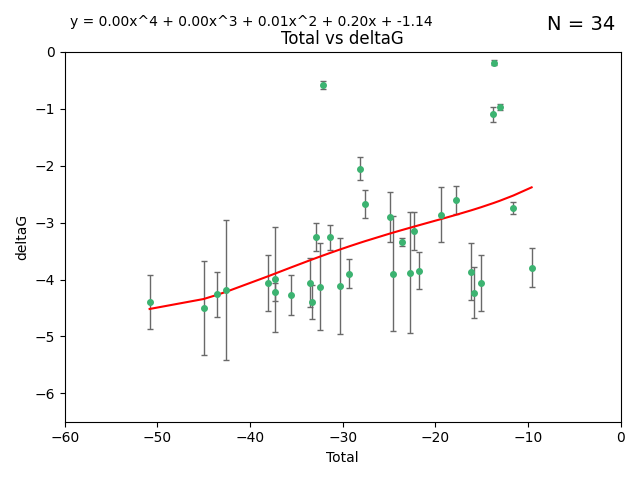 y = 0.00x^4 + 0.00x^3 + 0.01x^2 + 0.20x + -1.14
N = 34
Total vs deltaG
0
−1
−2
−3
−4
−5
−6
deltaG
−60 −50 −40 −30 −20 −10 0
Total